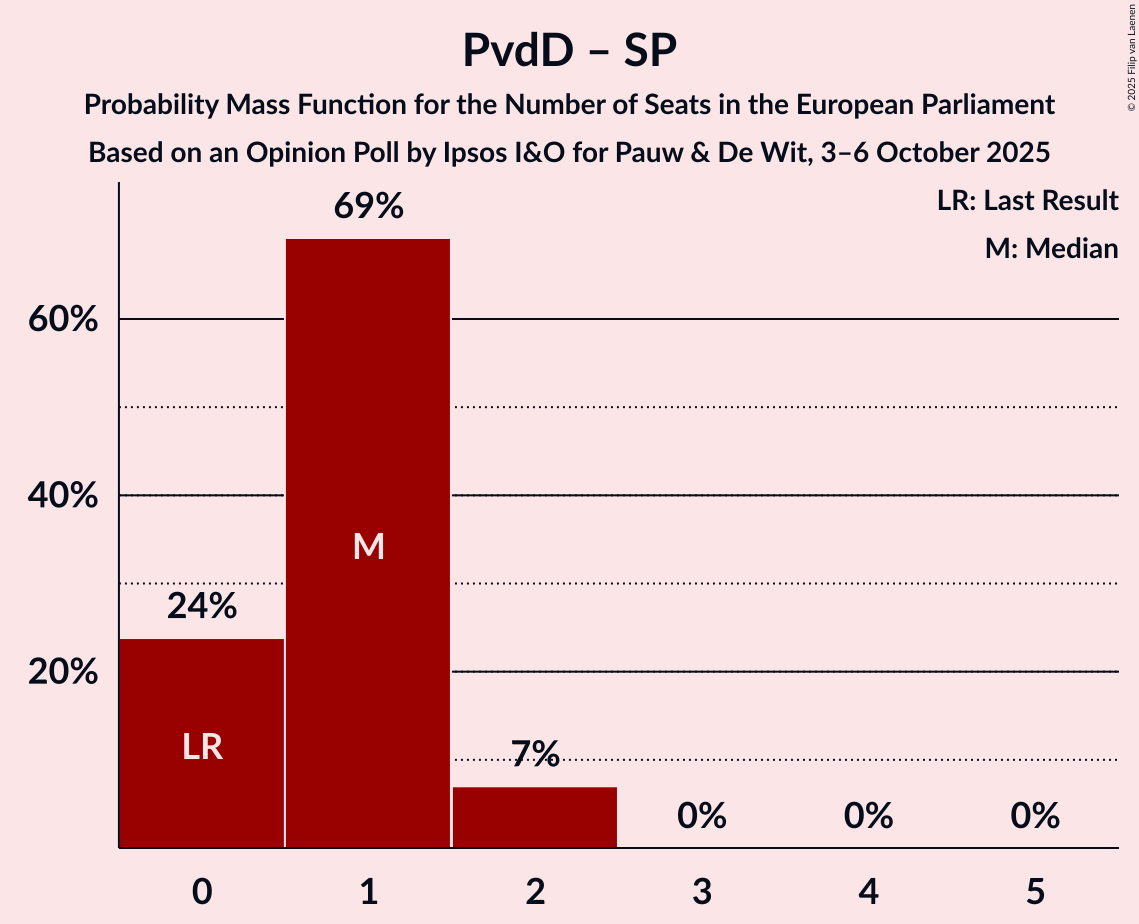 PvdD – SP
Probability Mass Function for the Number of Seats in the European Parliament
Based on an Opinion Poll by Ipsos I&O for Pauw & De Wit, 3–6 October 2025
© 2025 Filip van Laenen
LR: Last Result
M: Median
69%
60%
40%
M
24%
20%
LR
7%
0%
0%
0%
0
1
2
3
4
5